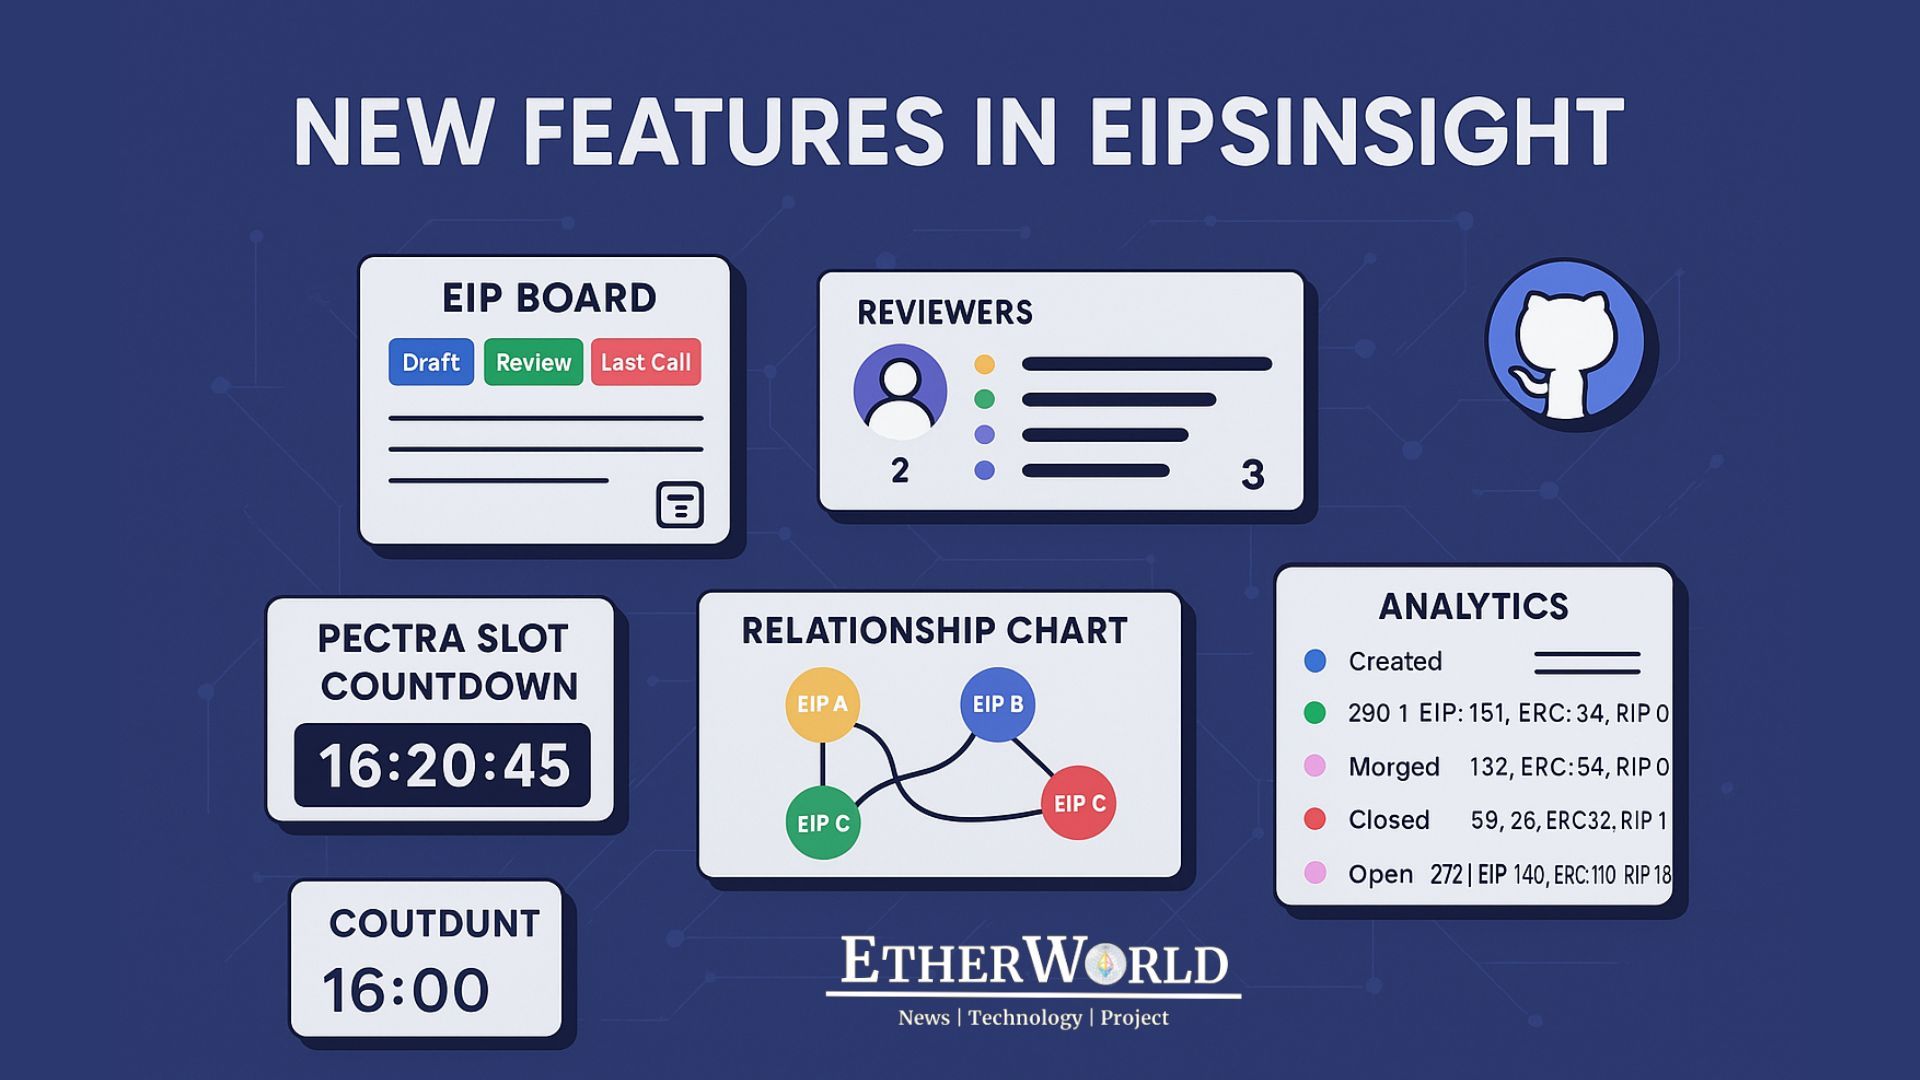 NEW FEATURES IN EIPSINSIGHT
EIP BOARD
Draft Review Last Call
REVIEWERS
2
3
PECTRA SLOT
COUNTDOWN
16:20:45
RELATIONSHIP CHART
EIP A
EIP B
EIP C
EIP C
ANALYTICS
Created
290 1 EIP: 151, ERC: 34, RIP 0
Morged 132, ERC: 54, RIP 0
Closed 59, 26, ERC32, RIP 1
Open 272 | EIP 140, ERC:110 RIP 18
COUTDUNT
16:00
ETHERWORLD
News | Technology | Project